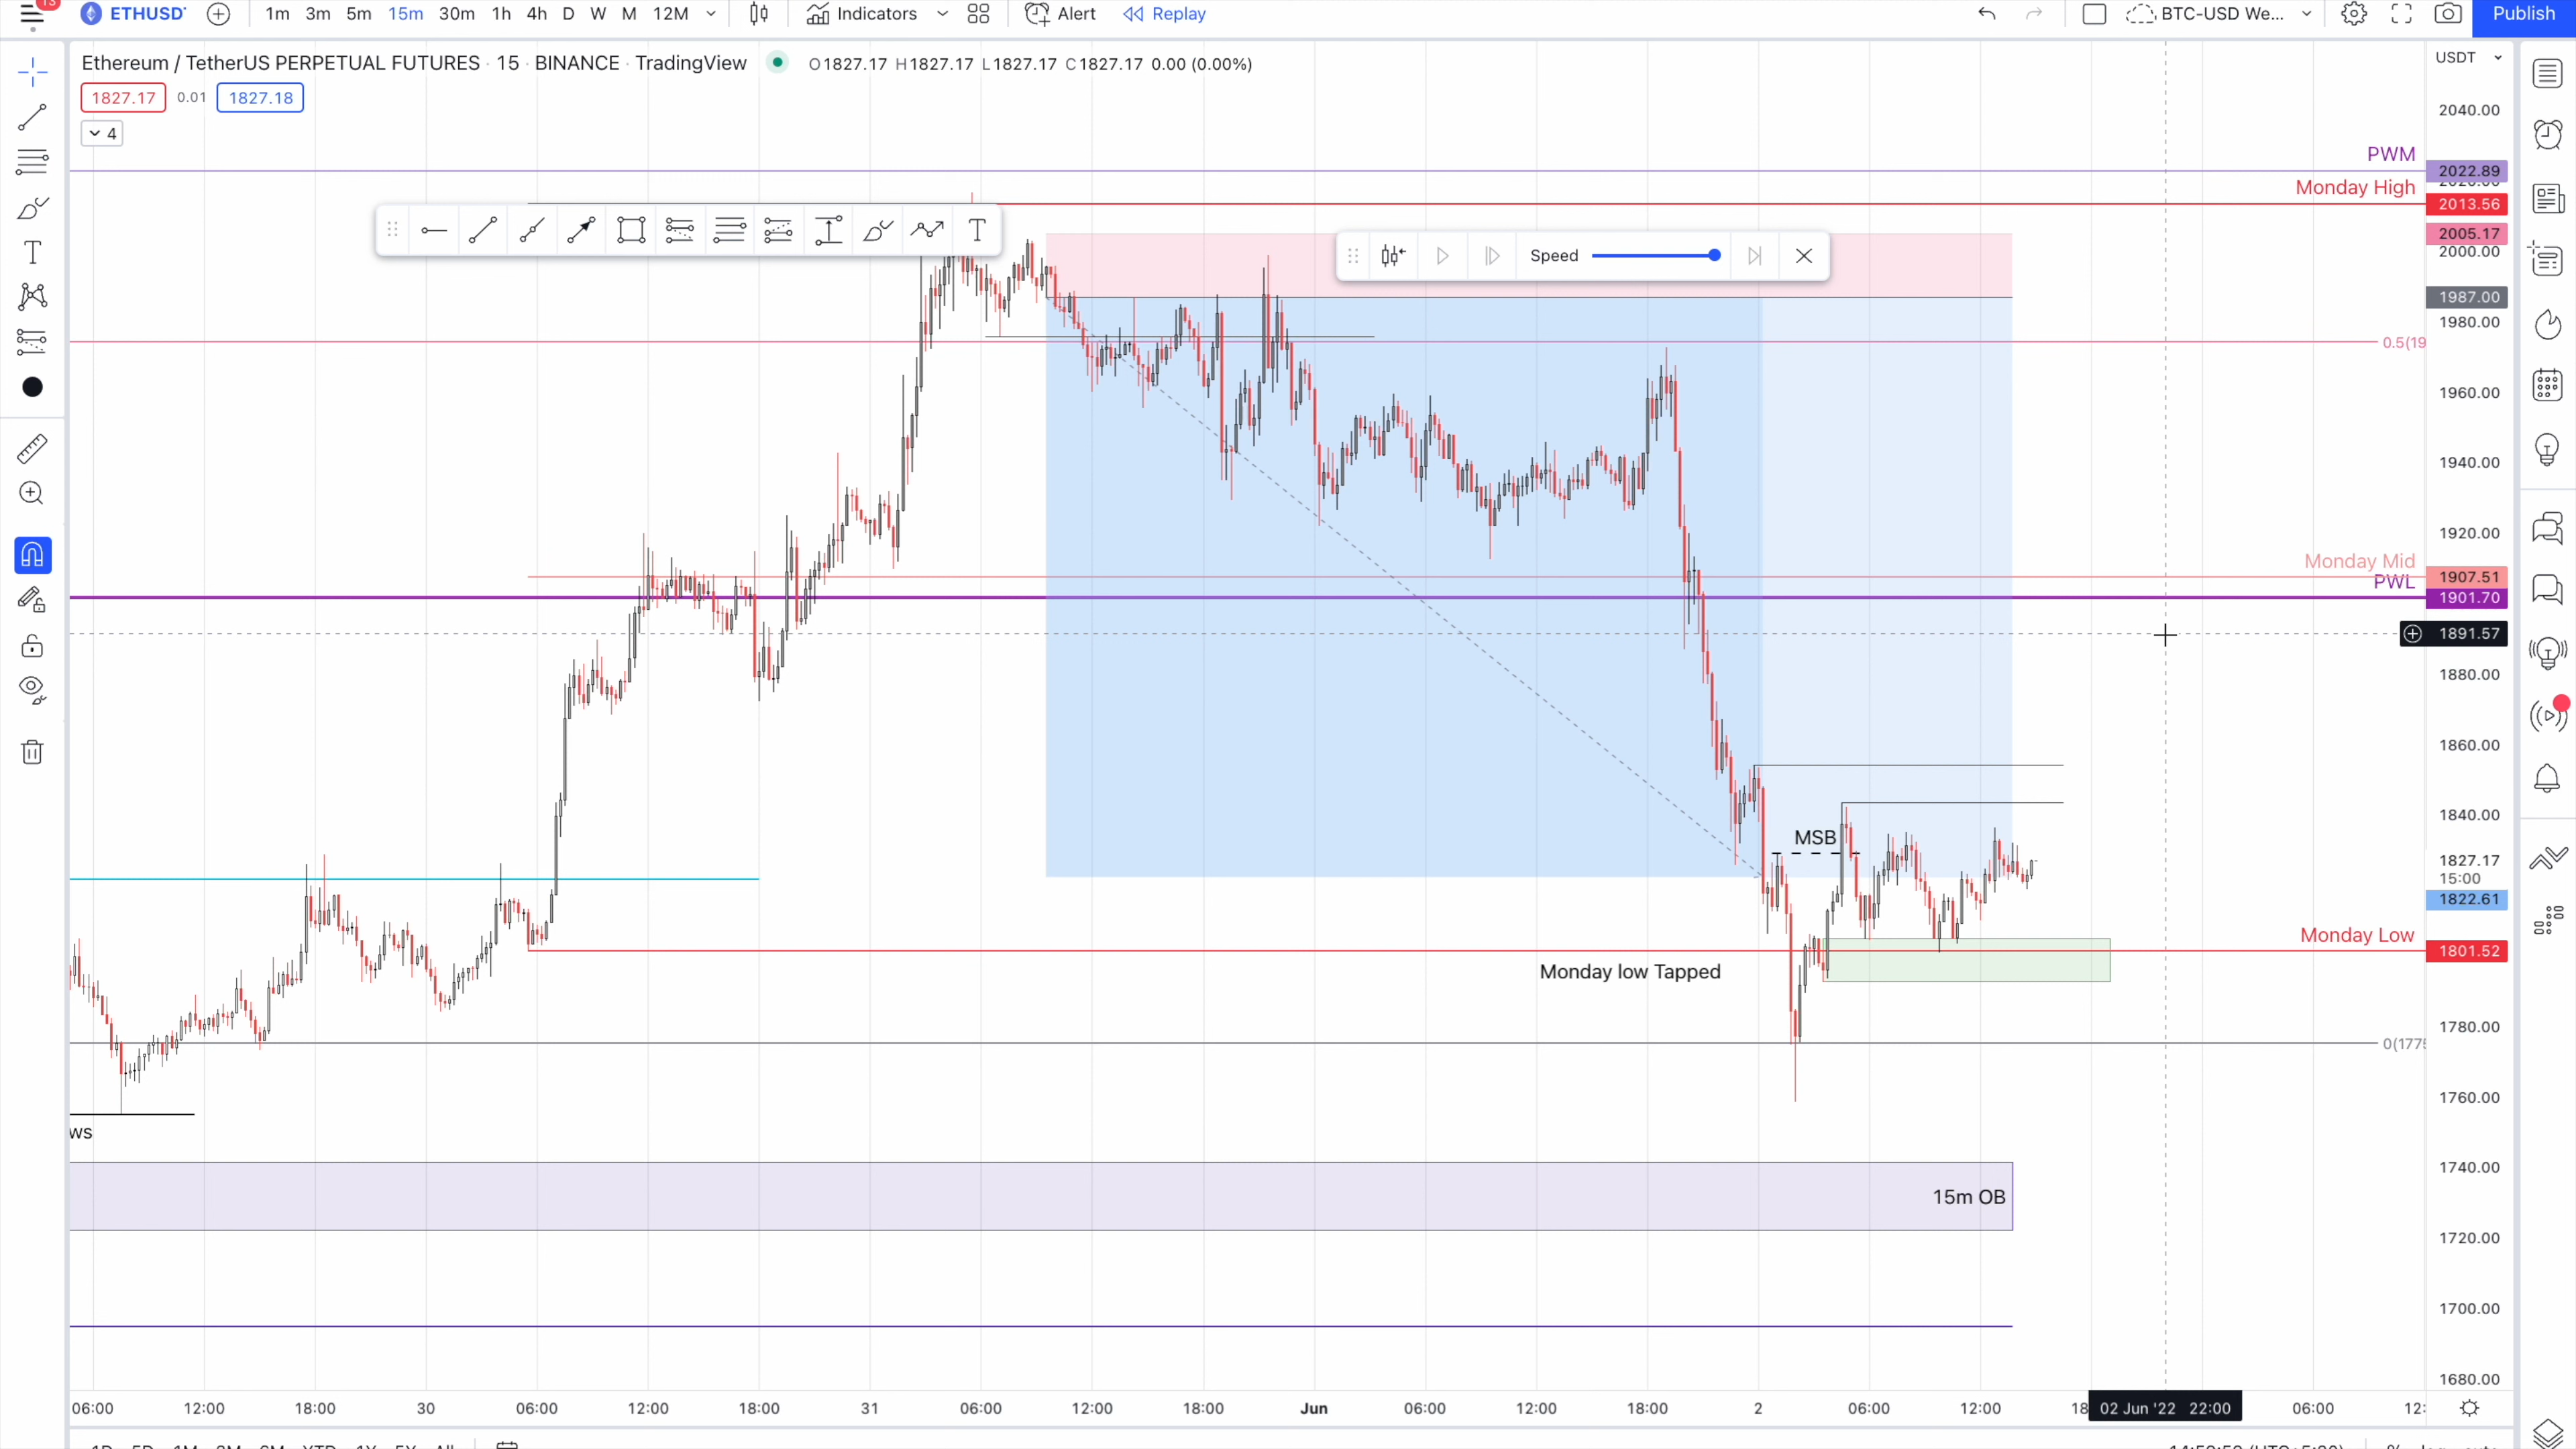 13
ETHUSD 1m 3m 5m 15m 30m 1h 4h D W M 12M Indicators Alert Replay BTC-USD We... Publish
Ethereum / TetherUS PERPETUAL FUTURES · 15 · BINANCE · TradingView O1827.17 H1827.17 L1827.17 C1827.17 0.00 (0.00%)
USDT
1827.17 0.01 1827.18
4
2040.00
PWM
2022.89
Monday High
2013.56
2005.17
2000.00
Speed
1987.00
1980.00
0.5(19
1960.00
1940.00
1920.00
Monday Mid
1907.51
PWL
1901.70
1891.57
1880.00
1860.00
1840.00
MSB
1827.17
15:00
1822.61
Monday Low
1801.52
Monday low Tapped
1780.00
0(1775
1760.00
ws
1740.00
15m OB
1720.00
1700.00
1680.00
06:00 12:00 18:00 30 06:00 12:00 18:00 31 06:00 12:00 18:00 Jun 06:00 12:00 18:00 2 06:00 12:00 18 02 Jun '22 22:00 06:00 12: